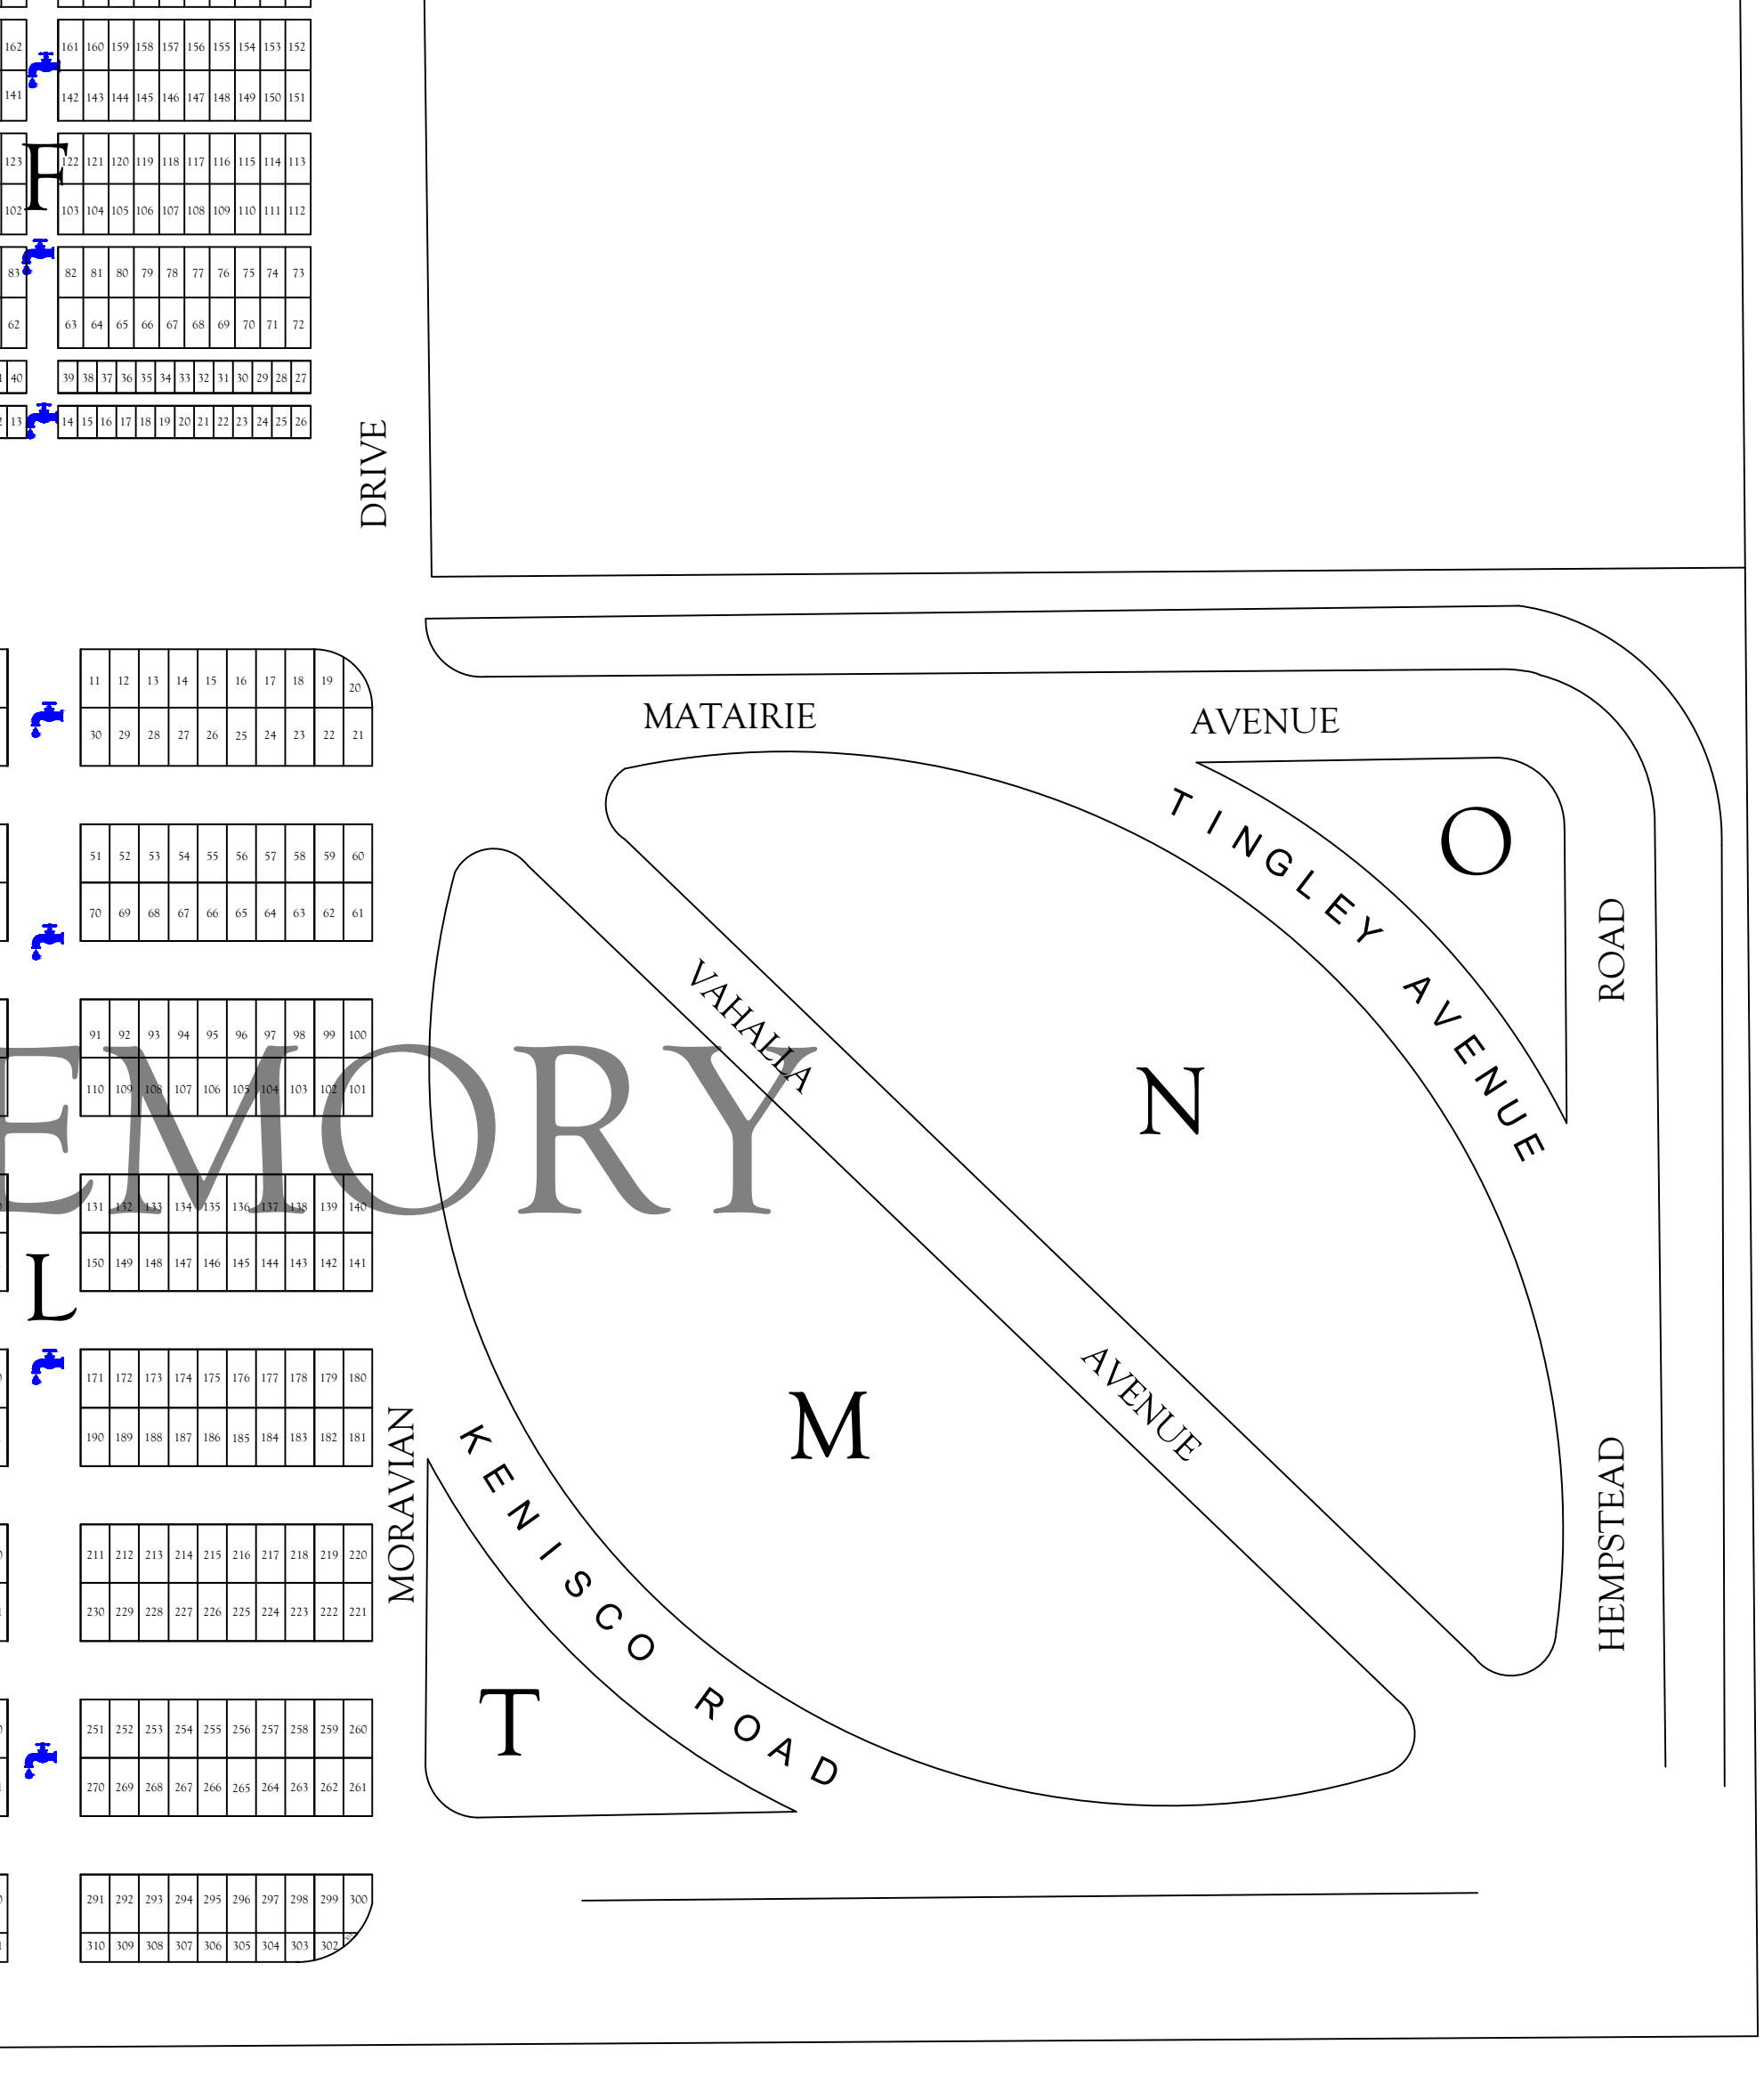 162 161 160 159 158 157 156 155 154 153 152
141 142 143 144 145 146 147 148 149 150 151
F
123 122 121 120 119 118 117 116 115 114 113
102 103 104 105 106 107 108 109 110 111 112
83 82 81 80 79 78 77 76 75 74 73
62 63 64 65 66 67 68 69 70 71 72
40 39 38 37 36 35 34 33 32 31 30 29 28 27
13 14 15 16 17 18 19 20 21 22 23 24 25 26
DRIVE
11 12 13 14 15 16 17 18 19 20
30 29 28 27 26 25 24 23 22 21
MATAIRIE AVENUE
51 52 53 54 55 56 57 58 59 60
70 69 68 67 66 65 64 63 62 61
TINGLEY AVENUE
O
ROAD
VAHALLA
91 92 93 94 95 96 97 98 99 100
110 109 108 107 106 105 104 103 102 101
EMORY
N
131 132 133 134 135 136 137 138 139 140
150 149 148 147 146 145 144 143 142 141
L
171 172 173 174 175 176 177 178 179 180
190 189 188 187 186 185 184 183 182 181
M
AVENUE
MORAVIAN
KENISCO ROAD
HEMPSTEAD
211 212 213 214 215 216 217 218 219 220
230 229 228 227 226 225 224 223 222 221
T
251 252 253 254 255 256 257 258 259 260
270 269 268 267 266 265 264 263 262 261
291 292 293 294 295 296 297 298 299 300
310 309 308 307 306 305 304 303 302